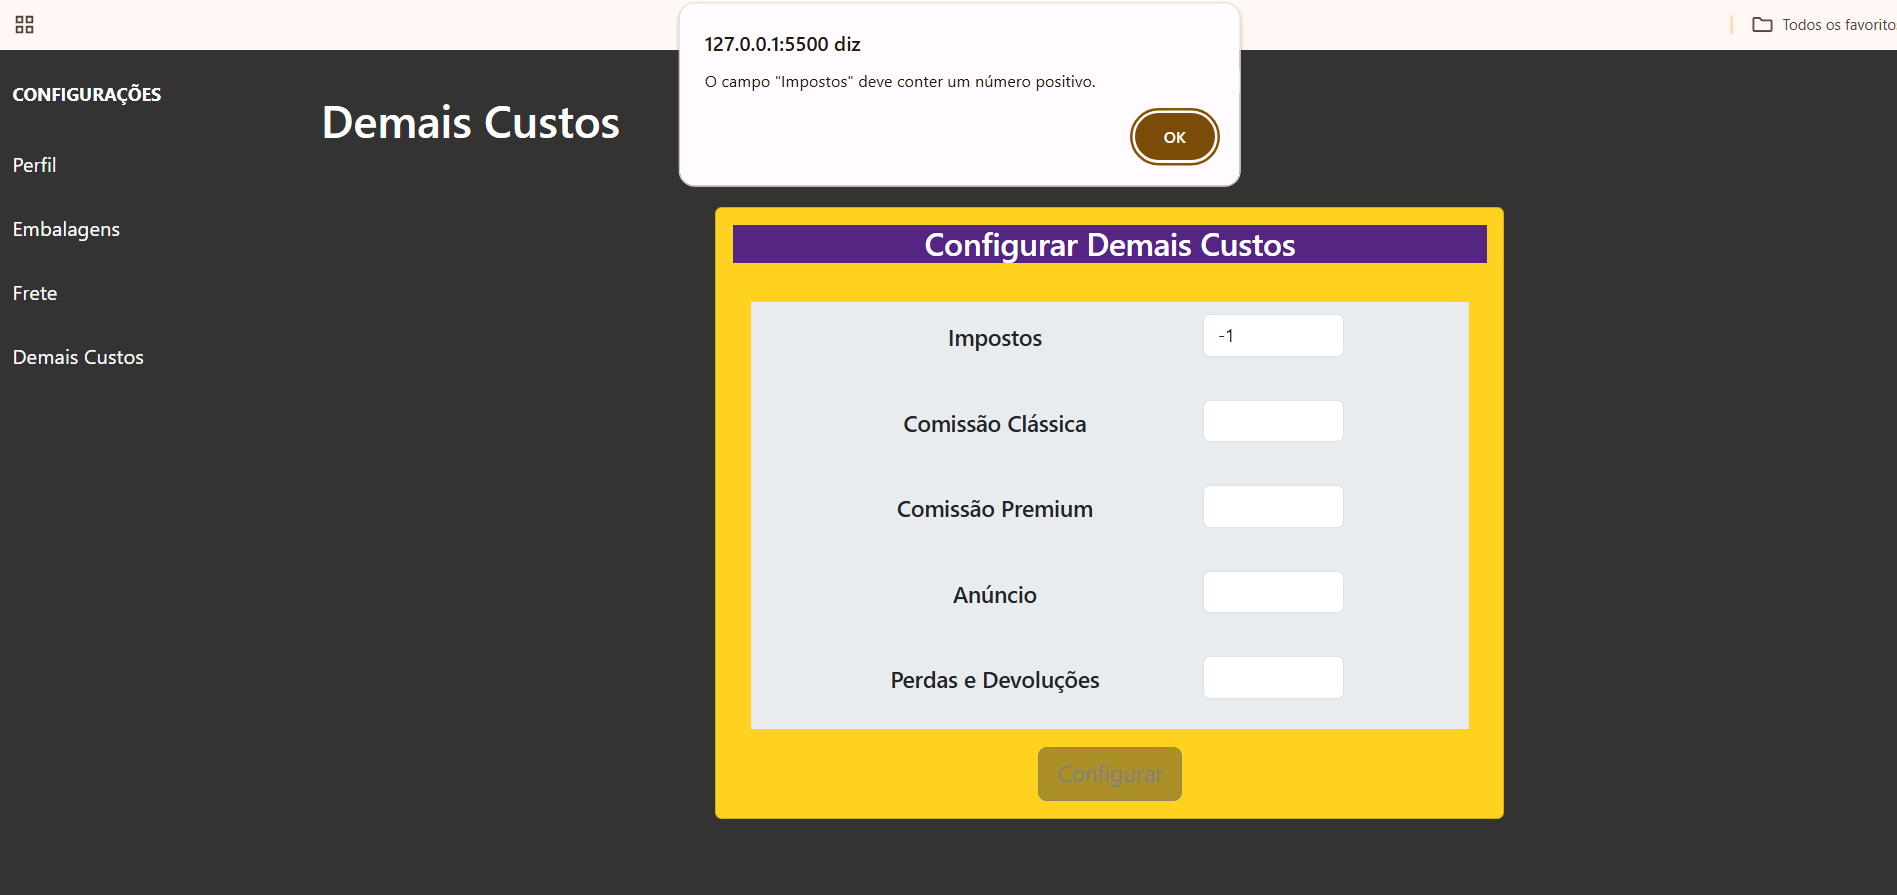 Todos os favorito
127.0.0.1:5500 diz
O campo "Impostos" deve conter um número positivo.
OK
CONFIGURAÇÕES
Perfil
Embalagens
Frete
Demais Custos
Demais Custos
Configurar Demais Custos
Impostos
-1
Comissão Clássica
Comissão Premium
Anúncio
Perdas e Devoluções
Configurar